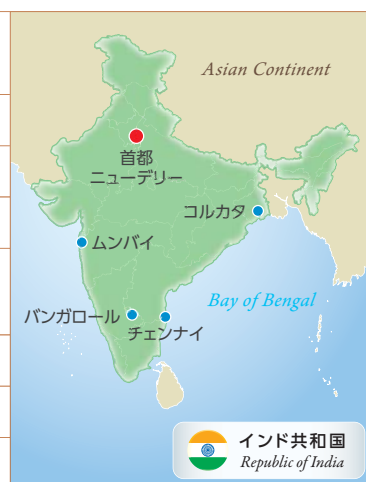 Asian Continent
首都
ニューデリー
コルカタ
ムンバイ
Bay of Bengal
バンガロール
チェンナイ
インド共和国
Republic of India